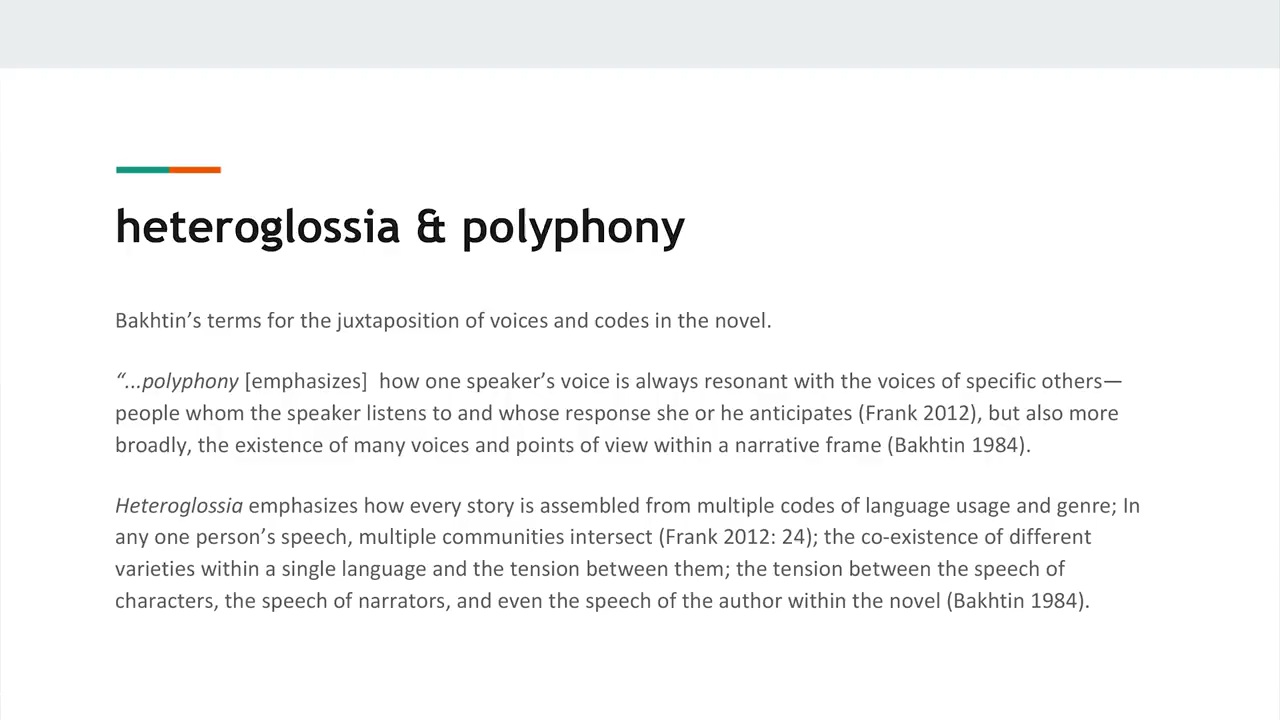 heteroglossia & polyphony
Bakhtin’s terms for the juxtaposition of voices and codes in the novel.
“...polyphony [emphasizes]  how one speaker’s voice is always resonant with the voices of specific others—
people whom the speaker listens to and whose response she or he anticipates (Frank 2012), but also more
broadly, the existence of many voices and points of view within a narrative frame (Bakhtin 1984).
Heteroglossia emphasizes how every story is assembled from multiple codes of language usage and genre; In
any one person’s speech, multiple communities intersect (Frank 2012: 24); the co-existence of different
varieties within a single language and the tension between them; the tension between the speech of
characters, the speech of narrators, and even the speech of the author within the novel (Bakhtin 1984).